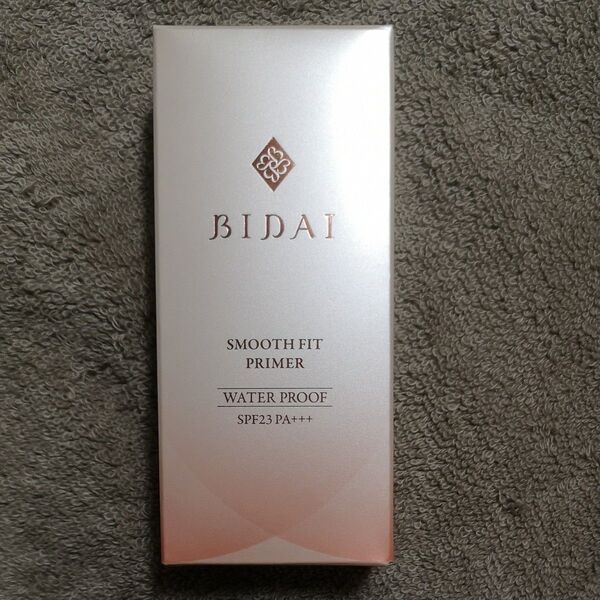 BIDAI
SMOOTH FIT
PRIMER
WATER PROOF
SPF23 PA+++